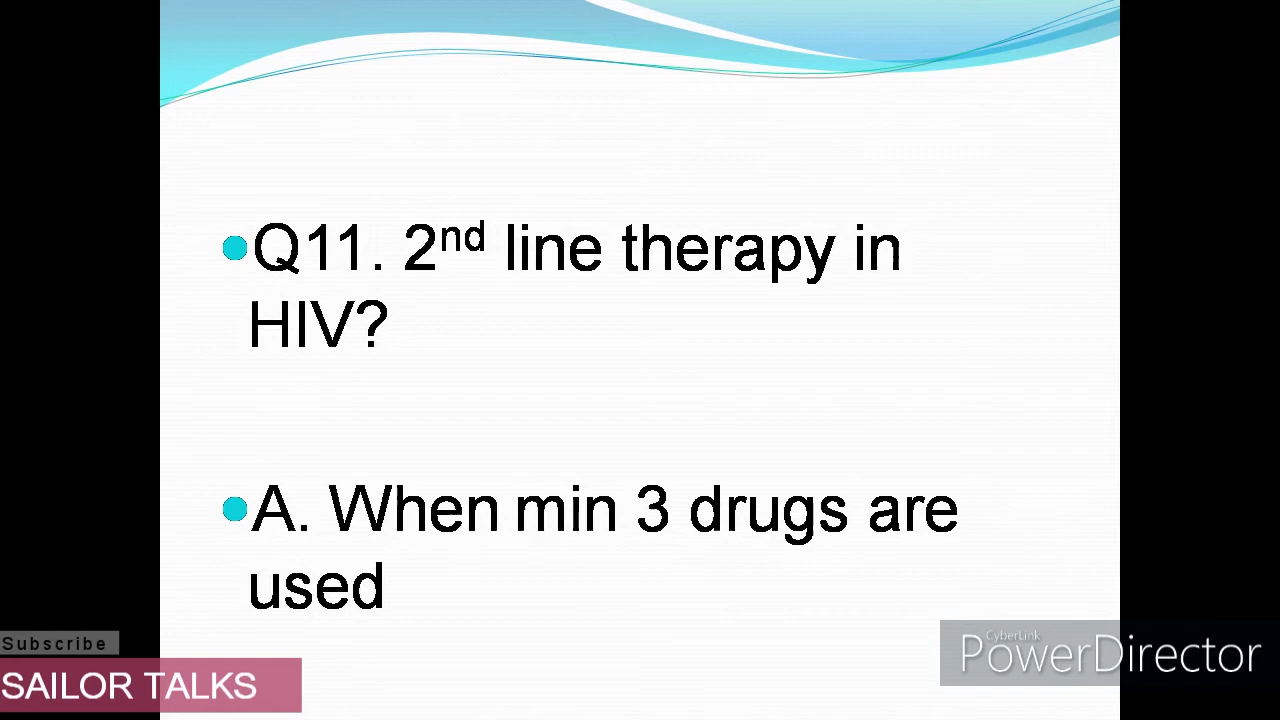 •Q11. 2nd line therapy in
HIV?
•A. When min 3 drugs are
used
Subscribe
SAILOR TALKS
CyberLink
PowerDirector